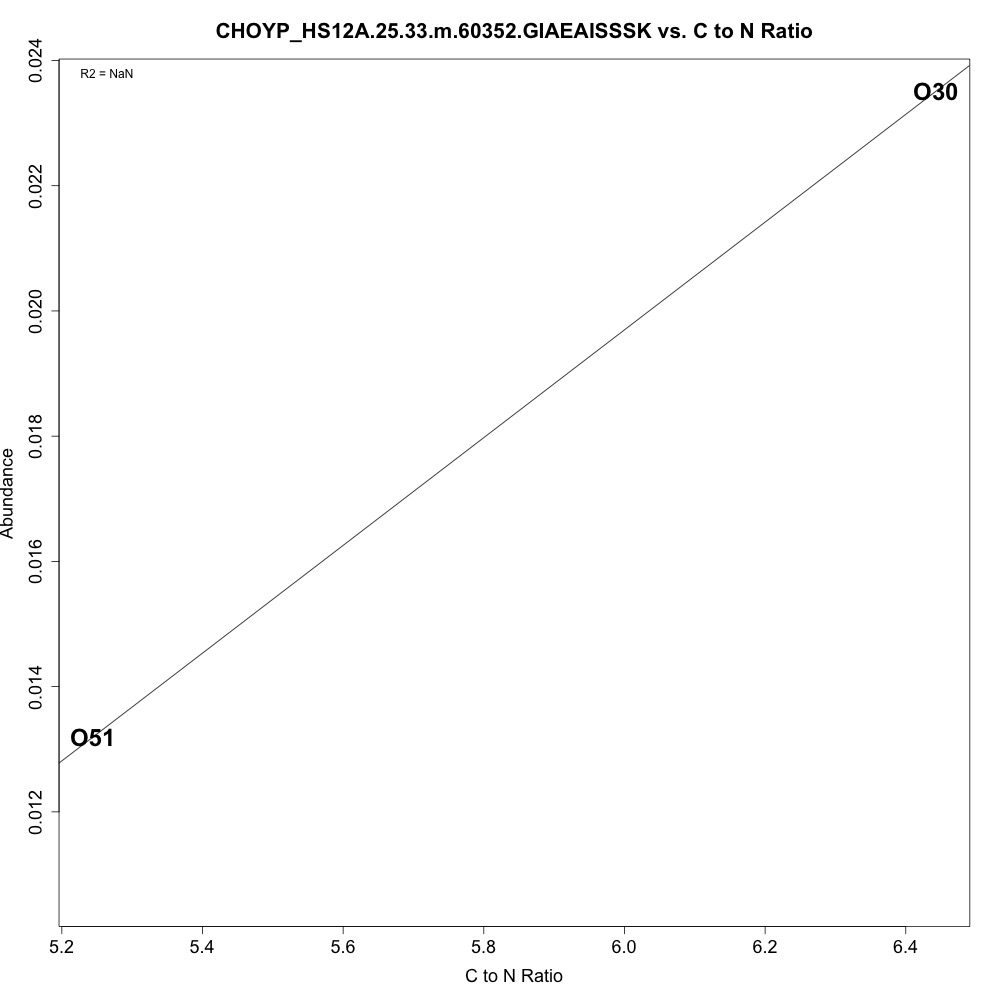 CHOYP_HS12A.25.33.m.60352.GIAEAISSSK vs. C to N Ratio
R2 = NaN
0.024
0.022
0.020
0.018
0.016
0.014
0.012
Abundance
O30
O51
5.2 5.4 5.6 5.8 6.0 6.2 6.4
C to N Ratio